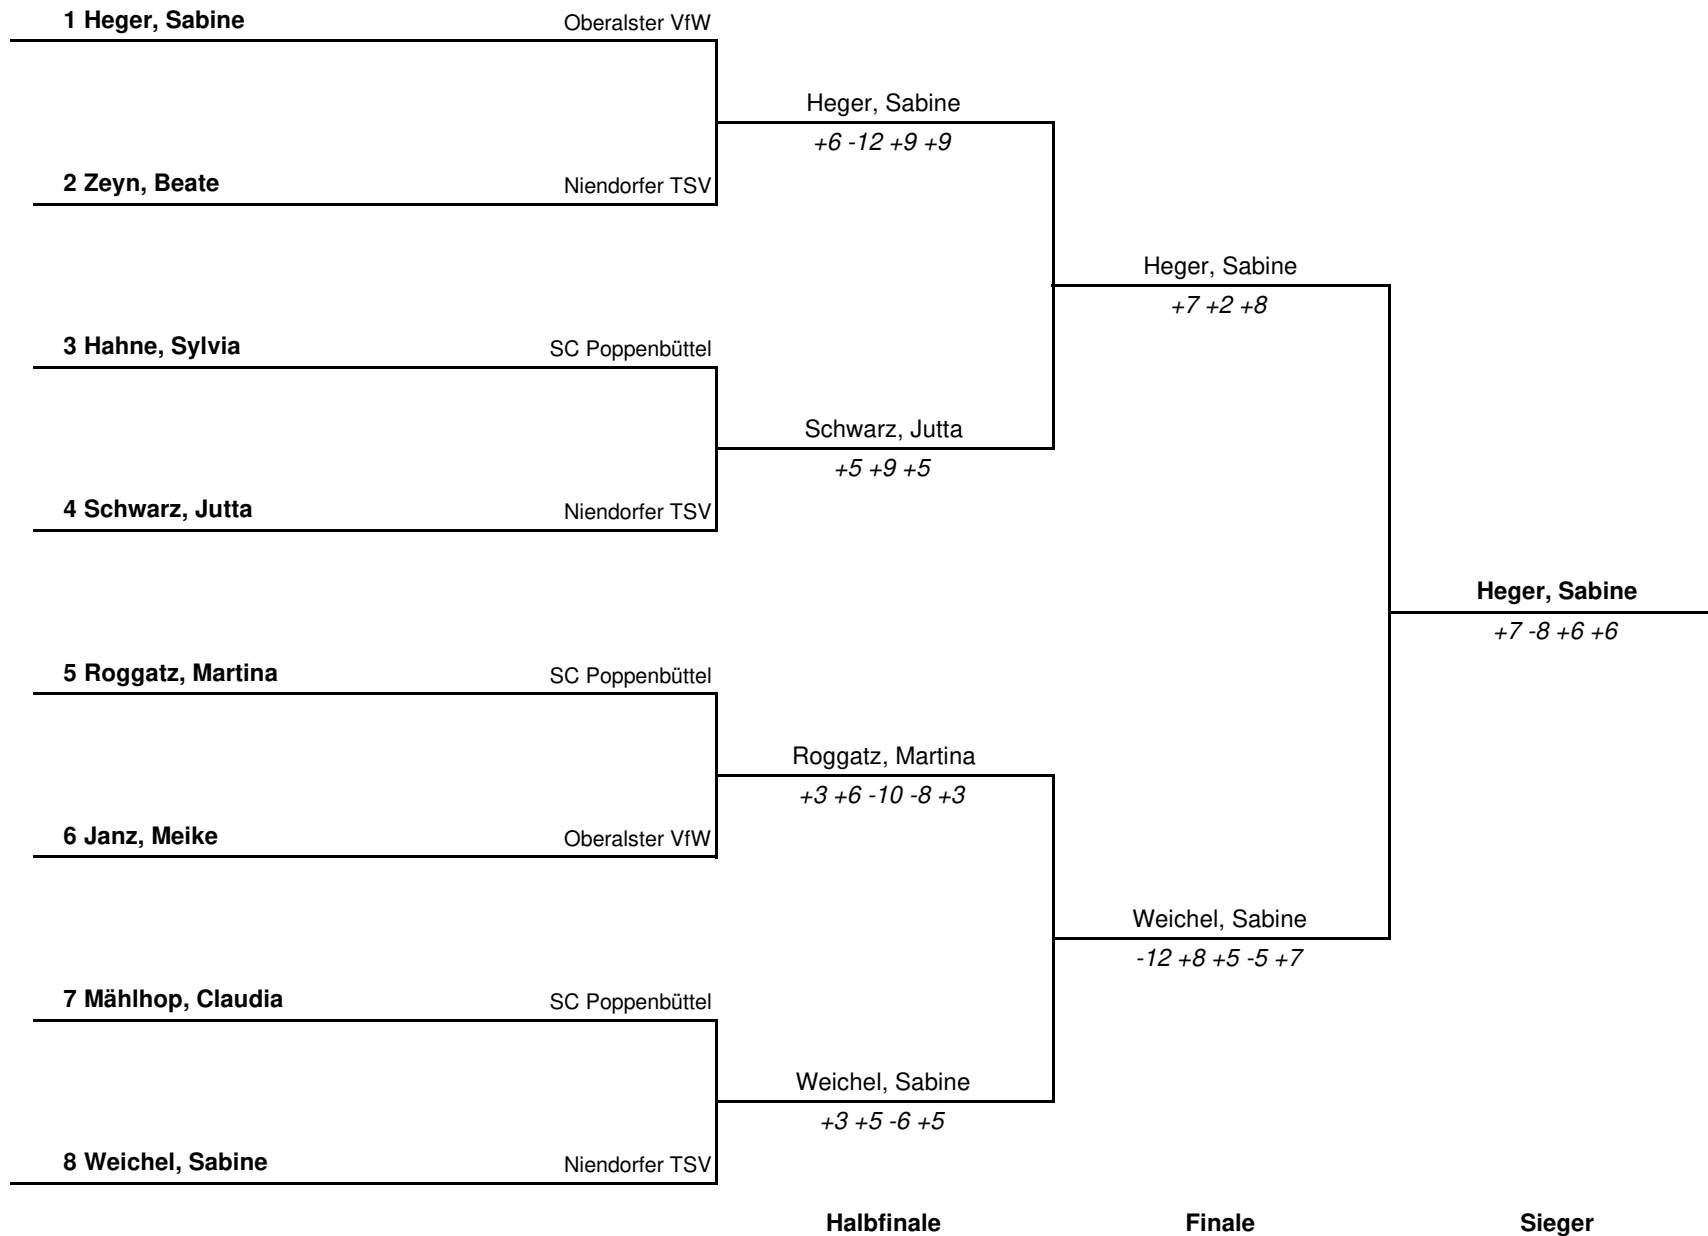 1 Heger, Sabine Oberalster VfW
Heger, Sabine
+6 -12 +9 +9
2 Zeyn, Beate Niendorfer TSV
Heger, Sabine
+7 +2 +8
3 Hahne, Sylvia SC Poppenbüttel
Schwarz, Jutta
+5 +9 +5
4 Schwarz, Jutta Niendorfer TSV
Heger, Sabine
+7 -8 +6 +6
5 Roggatz, Martina SC Poppenbüttel
Roggatz, Martina
+3 +6 -10 -8 +3
6 Janz, Meike Oberalster VfW
Weichel, Sabine
-12 +8 +5 -5 +7
7 Mählhop, Claudia SC Poppenbüttel
Weichel, Sabine
+3 +5 -6 +5
8 Weichel, Sabine Niendorfer TSV
Halbfinale Finale Sieger